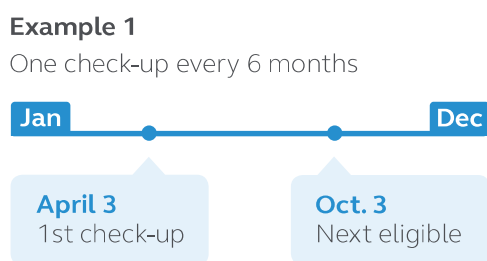 Example 1
One check-up every 6 months
Jan
Dec
April 3
1st check-up
Oct. 3
Next eligible